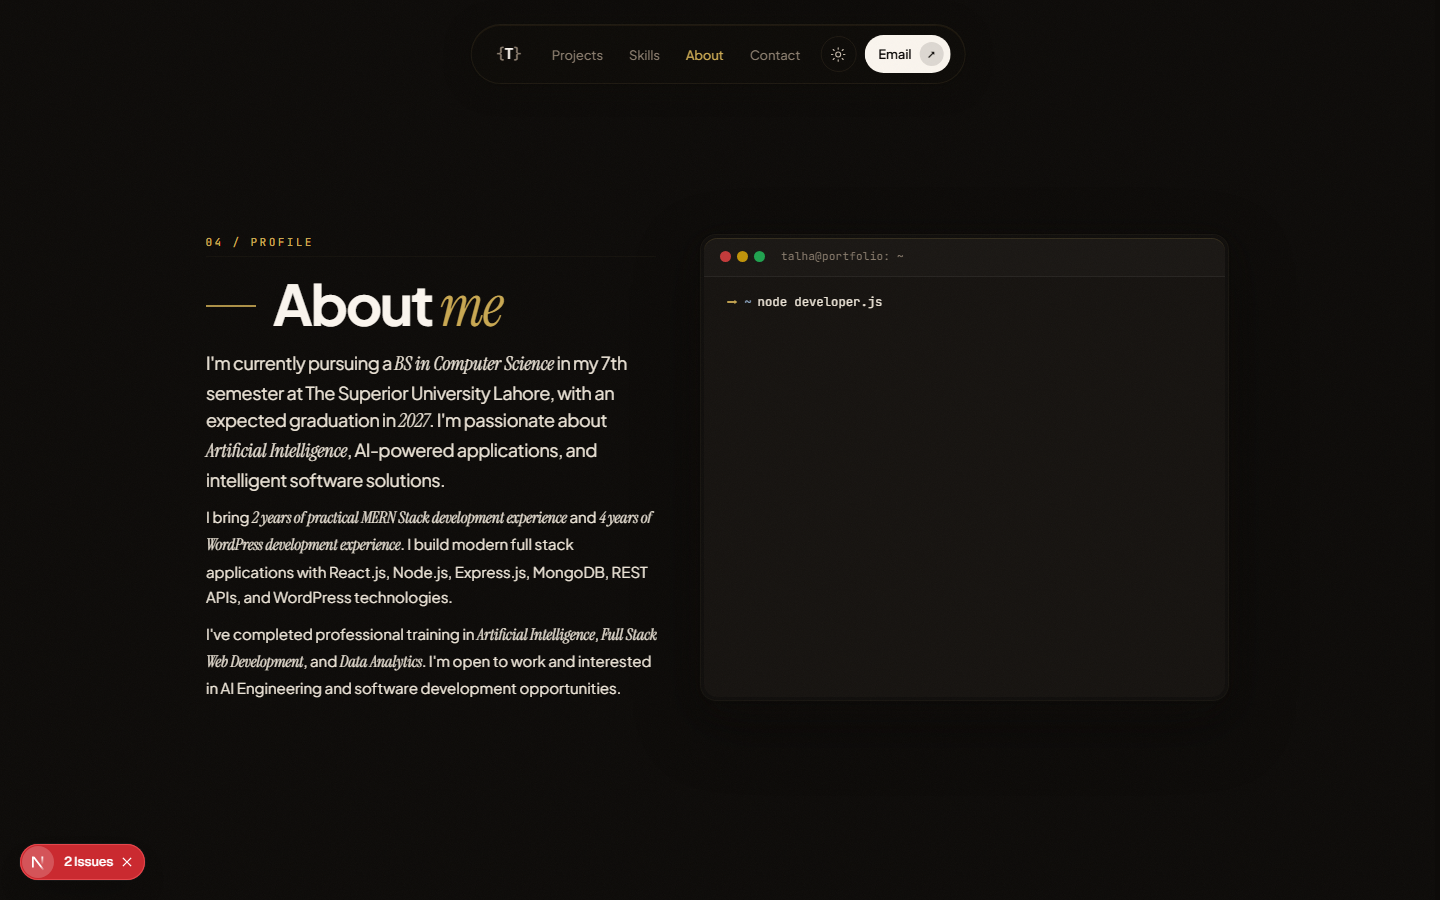 {T}
Projects
Skills
About
Contact
Email ↗
04 / PROFILE
About me
I'm currently pursuing a BS in Computer Science in my 7th
semester at The Superior University Lahore, with an
expected graduation in 2027. I'm passionate about
Artificial Intelligence, AI-powered applications, and
intelligent software solutions.
I bring 2 years of practical MERN Stack development experience and 4 years of
WordPress development experience. I build modern full stack
applications with React.js, Node.js, Express.js, MongoDB, REST
APIs, and WordPress technologies.
I've completed professional training in Artificial Intelligence, Full Stack
Web Development, and Data Analytics. I'm open to work and interested
in AI Engineering and software development opportunities.
talha@portfolio: ~
→ ~ node developer.js
N
2 Issues